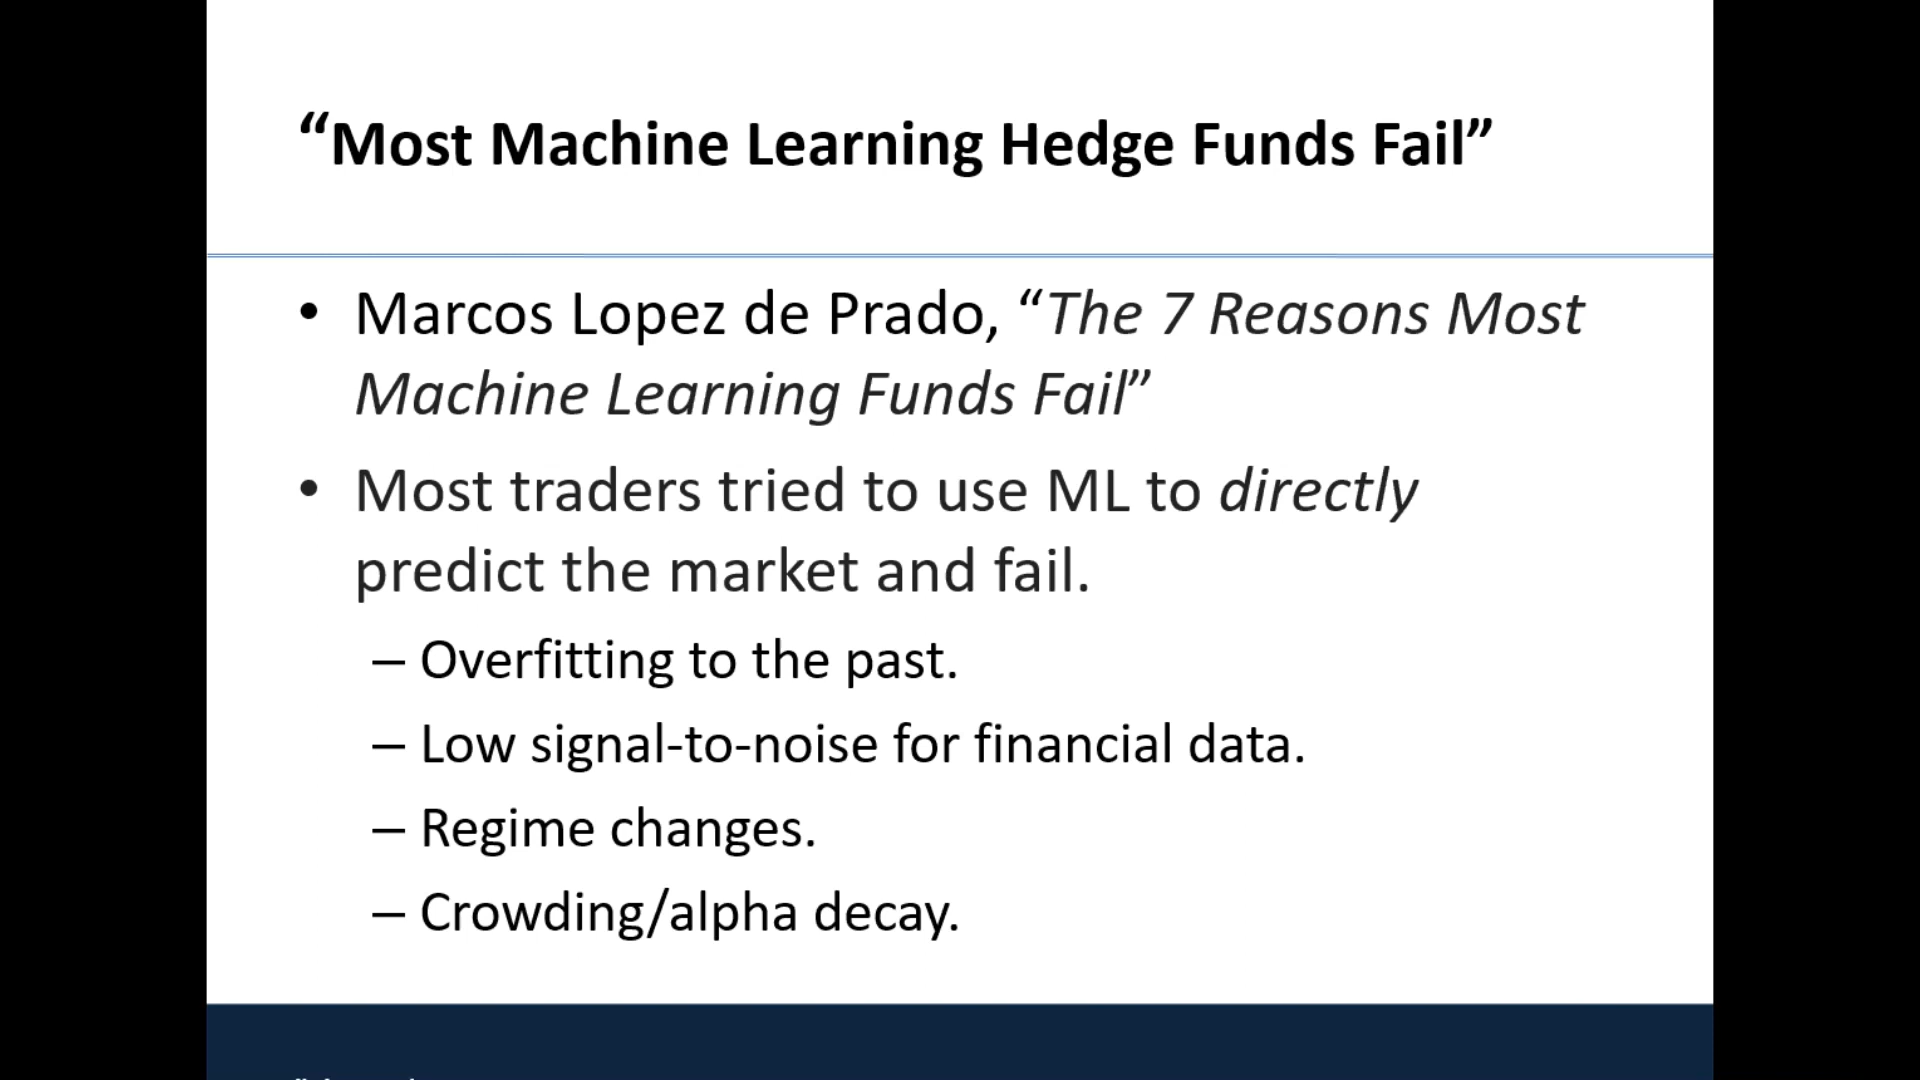 “Most Machine Learning Hedge Funds Fail”
• Marcos Lopez de Prado, “The 7 Reasons Most
Machine Learning Funds Fail”
• Most traders tried to use ML to directly
predict the market and fail.
– Overfitting to the past.
– Low signal-to-noise for financial data.
– Regime changes.
– Crowding/alpha decay.